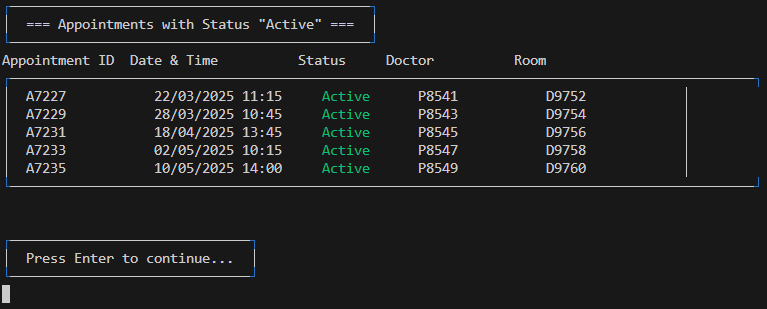 === Appointments with Status "Active" ===
Appointment ID  Date & Time          Status     Doctor          Room
A7227           22/03/2025 11:15     Active      P8541           D9752
A7229           28/03/2025 10:45     Active      P8543           D9754
A7231           18/04/2025 13:45     Active      P8545           D9756
A7233           02/05/2025 10:15     Active      P8547           D9758
A7235           10/05/2025 14:00     Active      P8549           D9760
Press Enter to continue...